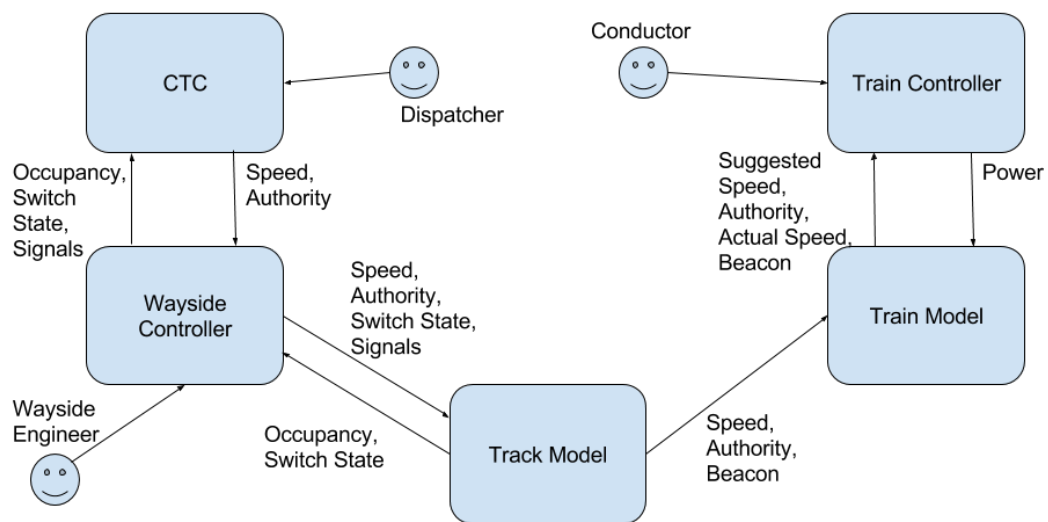 CTC
Dispatcher
Conductor
Train Controller
Occupancy,
Switch
State,
Signals
Speed,
Authority
Suggested
Speed,
Authority,
Actual Speed,
Beacon
Power
Wayside
Controller
Speed,
Authority,
Switch State,
Signals
Train Model
Wayside
Engineer
Occupancy,
Switch State
Track Model
Speed,
Authority,
Beacon